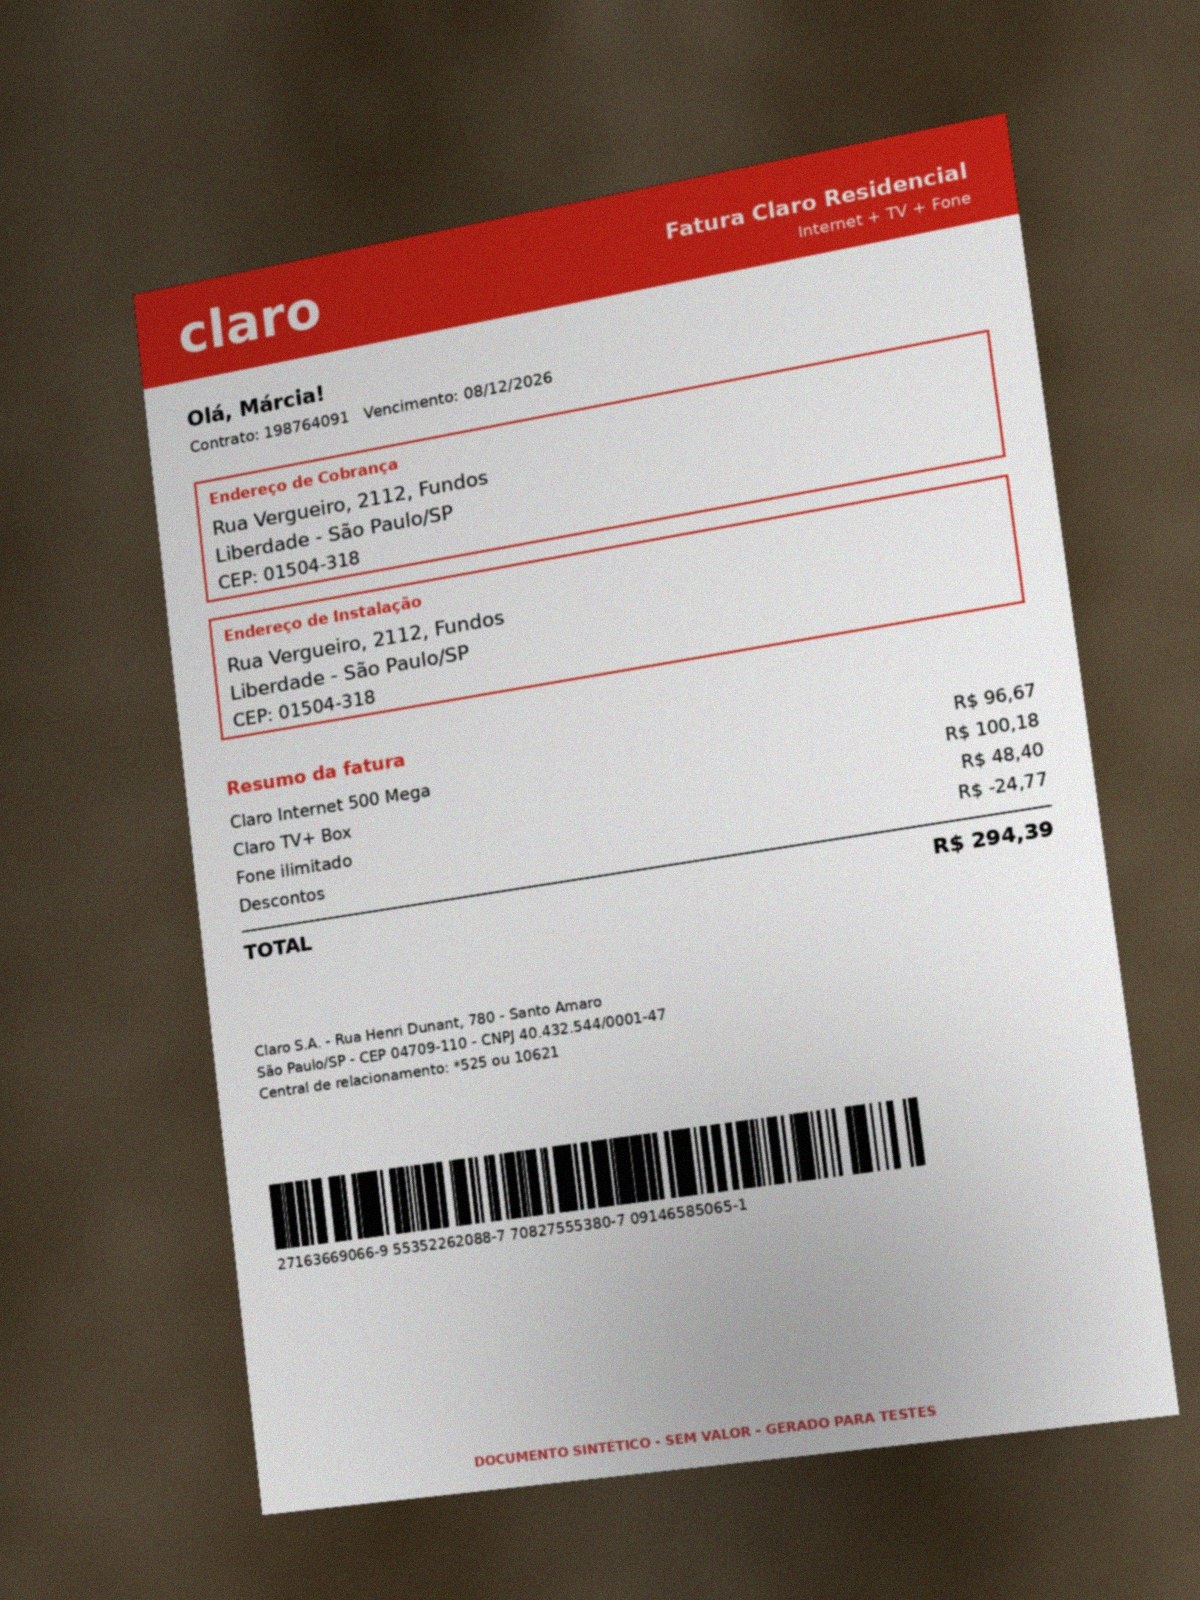 claro
Fatura Claro Residencial
Internet + TV + Fone
Olá, Márcia!
Contrato: 198764091 Vencimento: 08/12/2026
Endereço de Cobrança
Rua Vergueiro, 2112, Fundos
Liberdade - São Paulo/SP
CEP: 01504-318
Endereço de Instalação
Rua Vergueiro, 2112, Fundos
Liberdade - São Paulo/SP
CEP: 01504-318
Resumo da fatura
Claro Internet 500 Mega R$ 96,67
Claro TV+ Box R$ 100,18
Fone ilimitado R$ 48,40
Descontos R$ -24,77
TOTAL R$ 294,39
Claro S.A. - Rua Henri Dunant, 780 - Santo Amaro
São Paulo/SP - CEP 04709-110 - CNPJ 40.432.544/0001-47
Central de relacionamento: *525 ou 10621
27163669066-9 55352262088-7 70827555380-7 09146585065-1
DOCUMENTO SINTÉTICO - SEM VALOR - GERADO PARA TESTES